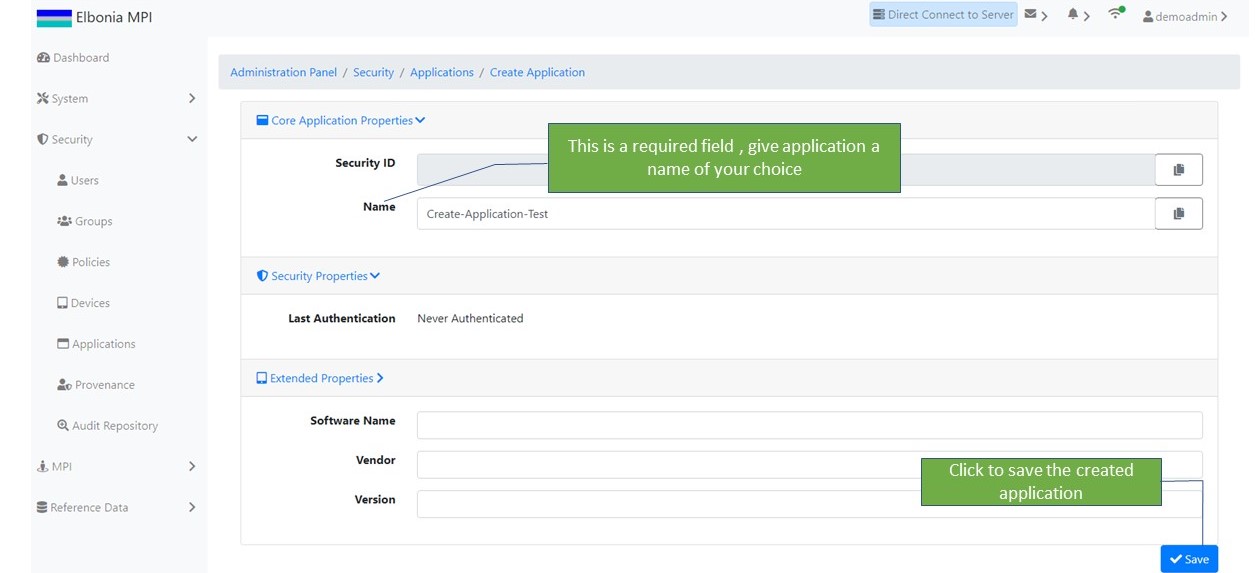 Elbonia MPI
Direct Connect to Server
demoadmin
Dashboard
System
Security
Users
Groups
Policies
Devices
Applications
Provenance
Audit Repository
MPI
Reference Data
Administration Panel / Security / Applications / Create Application
Core Application Properties
This is a required field , give application a
name of your choice
Security ID
Name
Create-Application-Test
Security Properties
Last Authentication Never Authenticated
Extended Properties
Software Name
Vendor
Click to save the created
application
Version
Save